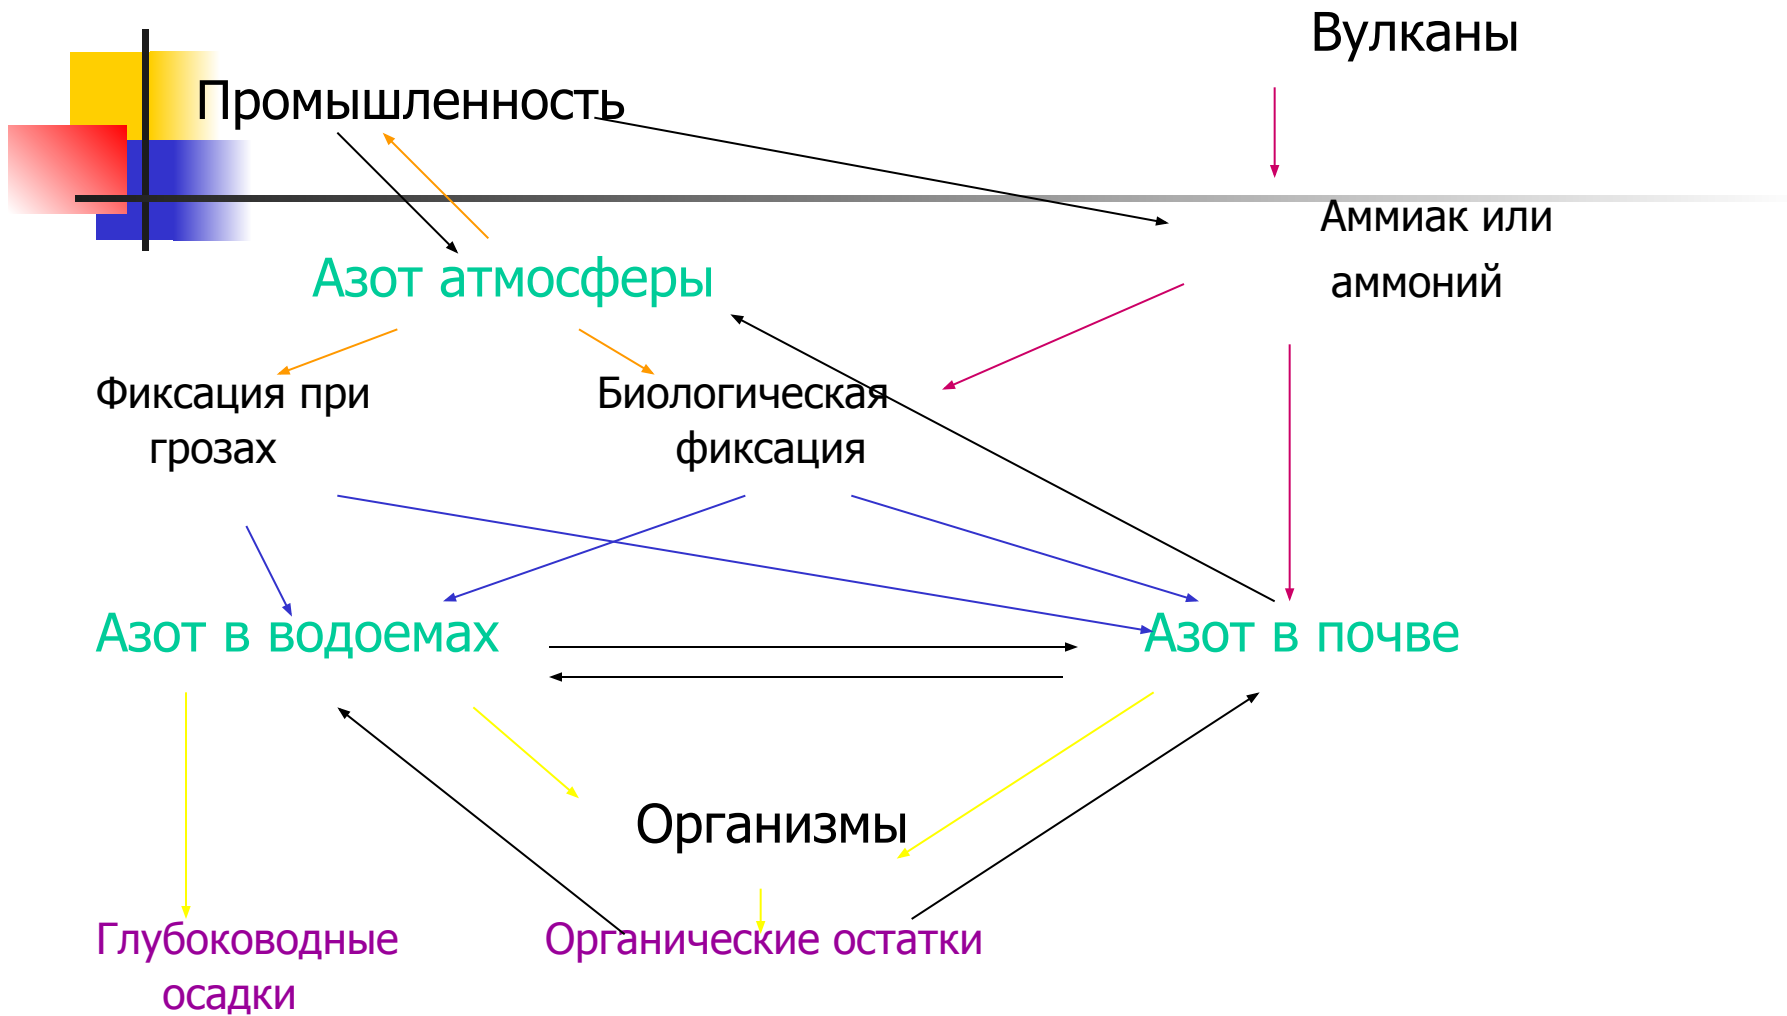 Вулканы
Промышленность
Аммиак или
аммоний
Азот атмосферы
Фиксация при
грозах
Биологическая
фиксация
Азот в водоемах
Азот в почве
Организмы
Глубоководные
осадки
Органические остатки